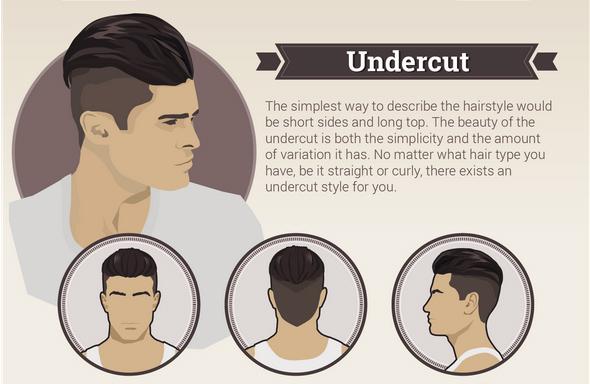 Undercut
The simplest way to describe the hairstyle would
be short sides and long top. The beauty of the
undercut is both the simplicity and the amount
of variation it has. No matter what hair type you
have, be it straight or curly, there exists an
undercut style for you.